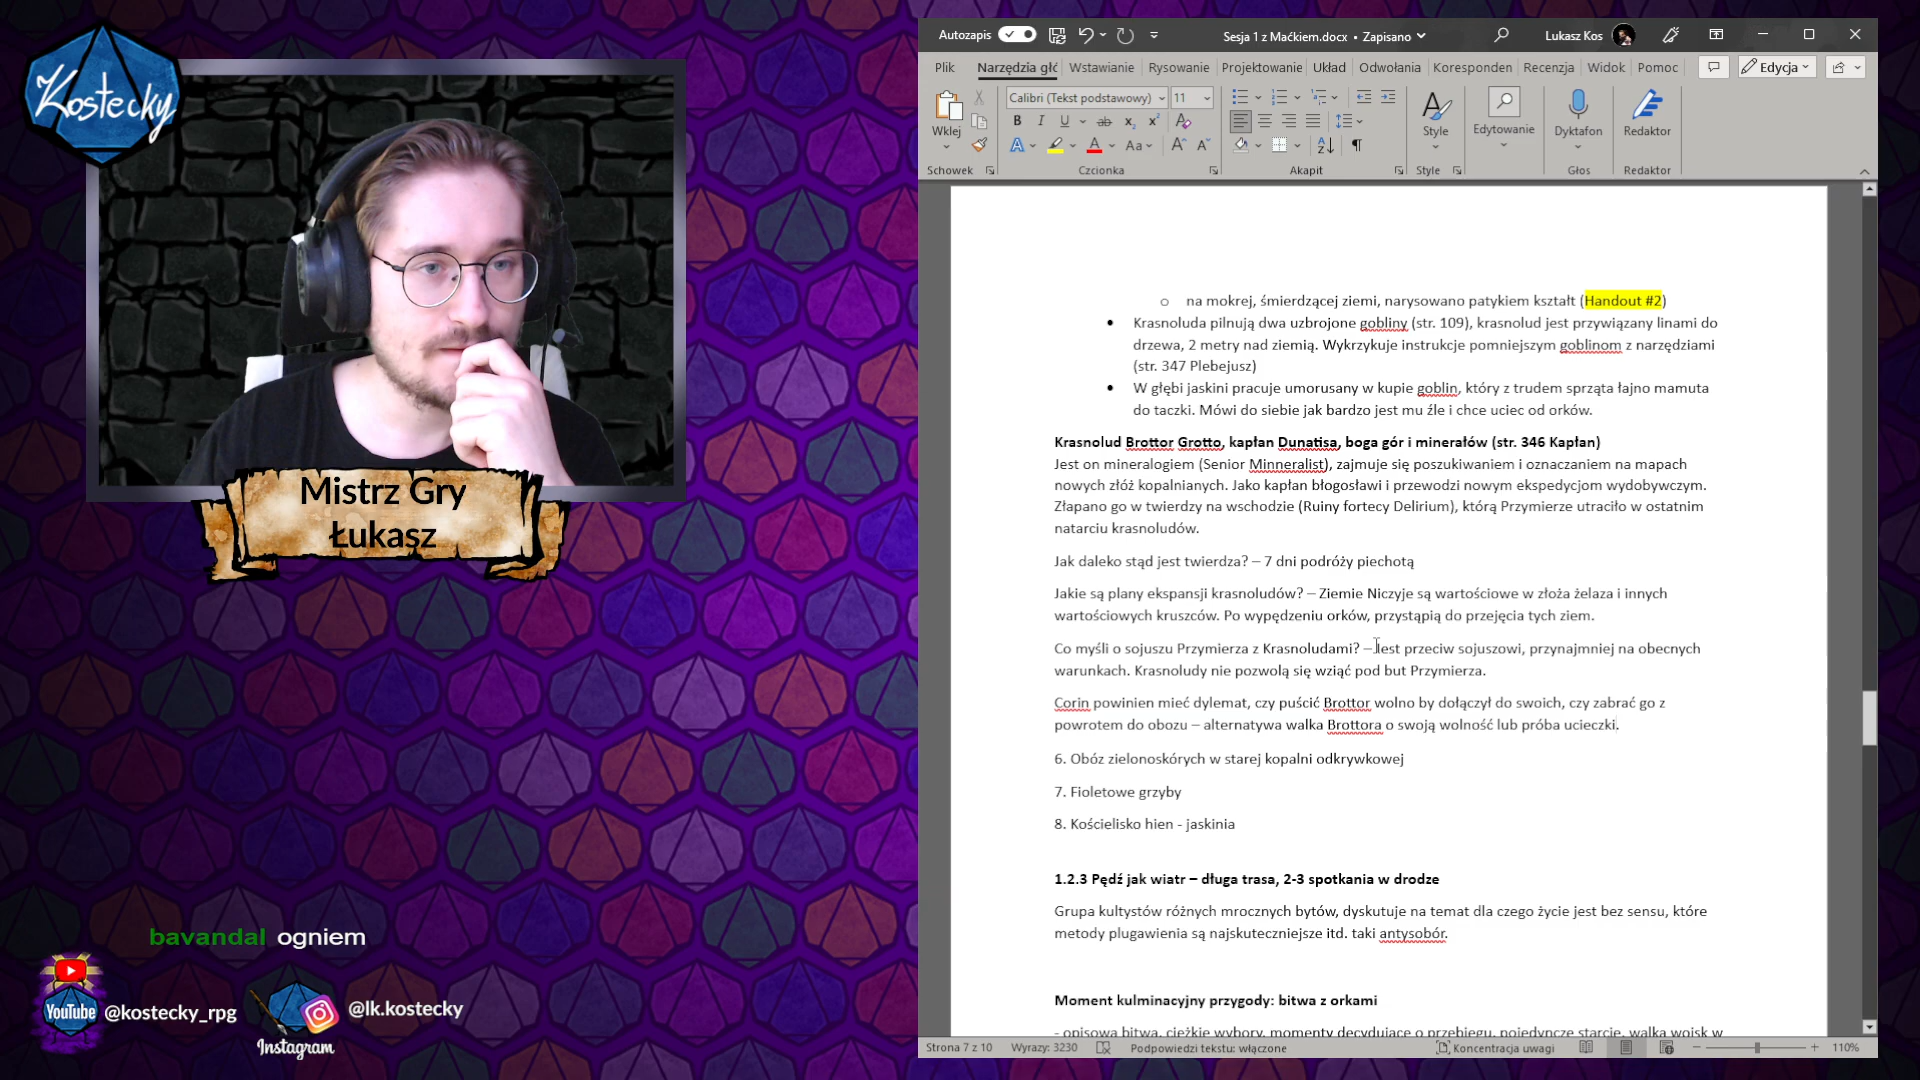 Kostecky
Mistrz Gry
Łukasz
bavandal ogniem
YouTube @kostecky_rpg
Instagram @lk.kostecky
Autozapis
Sesja 1 z Maćkiem.docx • Zapisano
Lukasz Kos
Plik Narzędzia głó Wstawianie Rysowanie Projektowanie Układ Odwołania Koresponden Recenzja Widok Pomoc Edycja
Wklej
Calibri (Tekst podstawowy) 11
Style
Edytowanie
Dyktafon
Redaktor
Schowek Czcionka Akapit Style Głos Redaktor
o na mokrej, śmierdzącej ziemi, narysowano patykiem kształt (Handout #2)
• Krasnoluda pilnują dwa uzbrojone gobliny (str. 109), krasnolud jest przywiązany linami do
drzewa, 2 metry nad ziemią. Wykrzykuje instrukcje pomniejszym goblinom z narzędziami
(str. 347 Plebejusz)
• W głębi jaskini pracuje umorusany w kupie goblin, który z trudem sprząta łajno mamuta
do taczki. Mówi do siebie jak bardzo jest mu źle i chce uciec od orków.
Krasnolud Brottor Grotto, kapłan Dunatisa, boga gór i minerałów (str. 346 Kapłan)
Jest on mineralogiem (Senior Minneralist), zajmuje się poszukiwaniem i oznaczaniem na mapach
nowych złóż kopalnianych. Jako kapłan błogosławi i przewodzi nowym ekspedycjom wydobywczym.
Złapano go w twierdzy na wschodzie (Ruiny fortecy Delirium), którą Przymierze utraciło w ostatnim
natarciu krasnoludów.
Jak daleko stąd jest twierdza? – 7 dni podróży piechotą
Jakie są plany ekspansji krasnoludów? – Ziemie Niczyje są wartościowe w złoża żelaza i innych
wartościowych kruszców. Po wypędzeniu orków, przystąpią do przejęcia tych ziem.
Co myśli o sojuszu Przymierza z Krasnoludami? – Jest przeciw sojuszowi, przynajmniej na obecnych
warunkach. Krasnoludy nie pozwolą się wziąć pod but Przymierza.
Corin powinien mieć dylemat, czy puścić Brottor wolno by dołączył do swoich, czy zabrać go z
powrotem do obozu – alternatywa walka Brottora o swoją wolność lub próba ucieczki.
6. Obóz zielonoskórych w starej kopalni odkrywkowej
7. Fioletowe grzyby
8. Kościelisko hien - jaskinia
1.2.3 Pędź jak wiatr – długa trasa, 2-3 spotkania w drodze
Grupa kultystów różnych mrocznych bytów, dyskutuje na temat dla czego życie jest bez sensu, które
metody plugawienia są najskuteczniejsze itd. taki antysobór.
Moment kulminacyjny przygody: bitwa z orkami
- opisowa bitwa, ciężkie wybory, momenty decydujące o przebiegu, pojedyncze starcie, walka wojsk w
Strona 7 z 10 Wyrazy: 3230 Podpowiedzi tekstu: włączone Koncentracja uwagi 110%